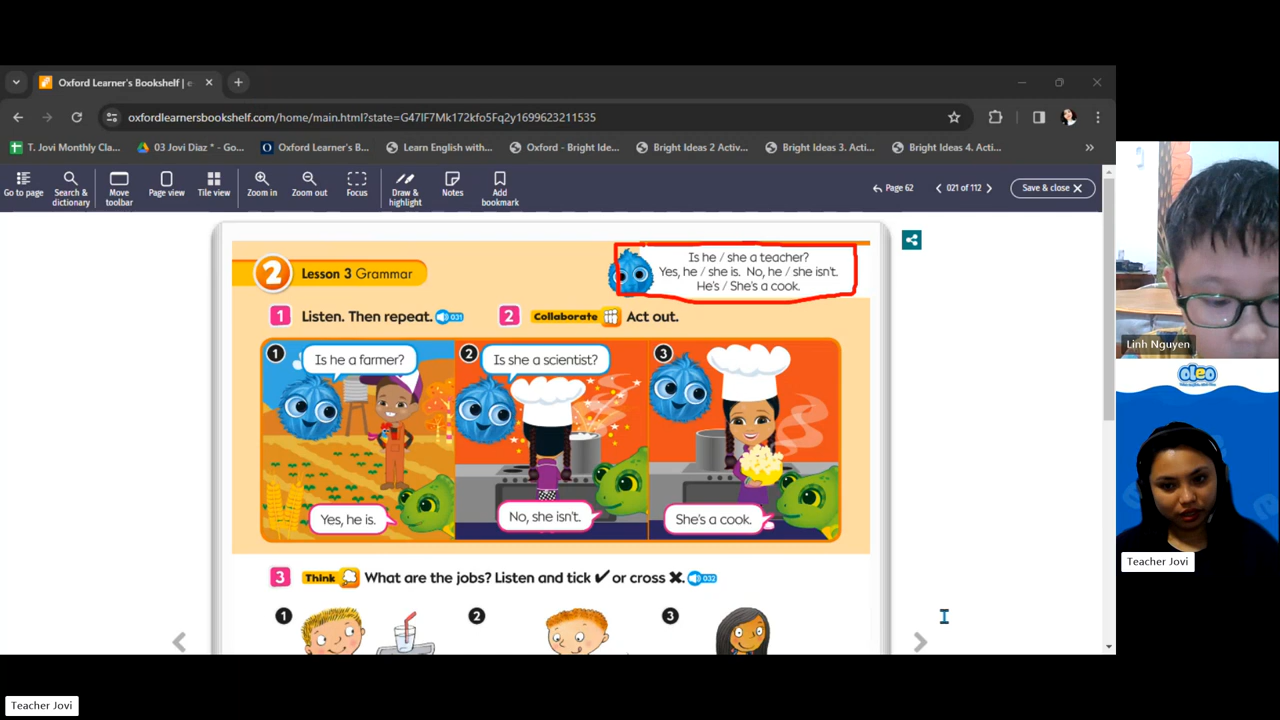 Oxford Learner's Bookshelf | e
oxfordlearnersbookshelf.com/home/main.html?state=G47lF7Mk172kfo5Fq2y1699623211535
T. Jovi Monthly Cla...
03 Jovi Diaz * - Go...
Oxford Learner's B...
Learn English with...
Oxford - Bright Ide...
Bright Ideas 2 Activ...
Bright Ideas 3. Acti...
Bright Ideas 4. Acti...
Go to page
Search & dictionary
Move toolbar
Page view
Tile view
Zoom in
Zoom out
Focus
Draw & highlight
Notes
Add bookmark
Page 62
021 of 112
Save & close
2 Lesson 3 Grammar
Is he / she a teacher?
Yes, he / she is. No, he / she isn't.
He's / She's a cook.
1 Listen. Then repeat. 031
2 Collaborate Act out.
1 Is he a farmer?
Yes, he is.
2 Is she a scientist?
No, she isn't.
3
She's a cook.
3 Think What are the jobs? Listen and tick ✔ or cross ✖. 032
1
2
3
Linh Nguyen
oleo
Teacher Jovi
Teacher Jovi